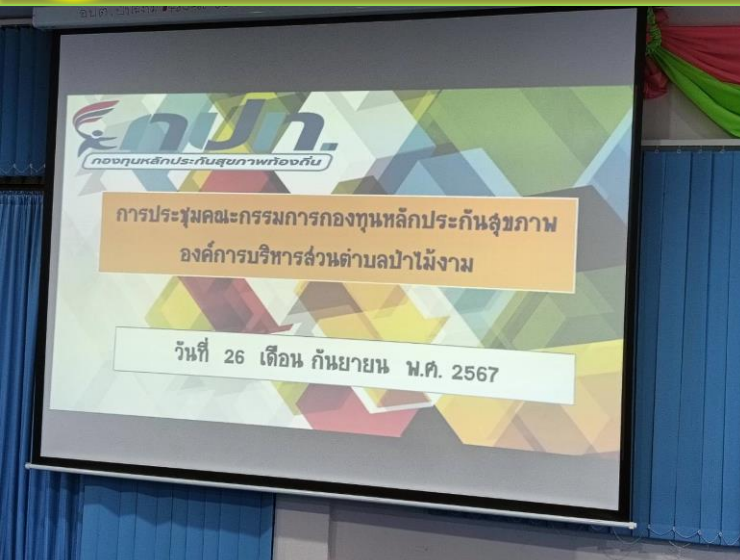 กปท.
กองทุนหลักประกันสุขภาพท้องถิ่น
การประชุมคณะกรรมการกองทุนหลักประกันสุขภาพ
องค์การบริหารส่วนตำบลป่าไม้งาม
วันที่ 26 เดือน กันยายน พ.ศ. 2567